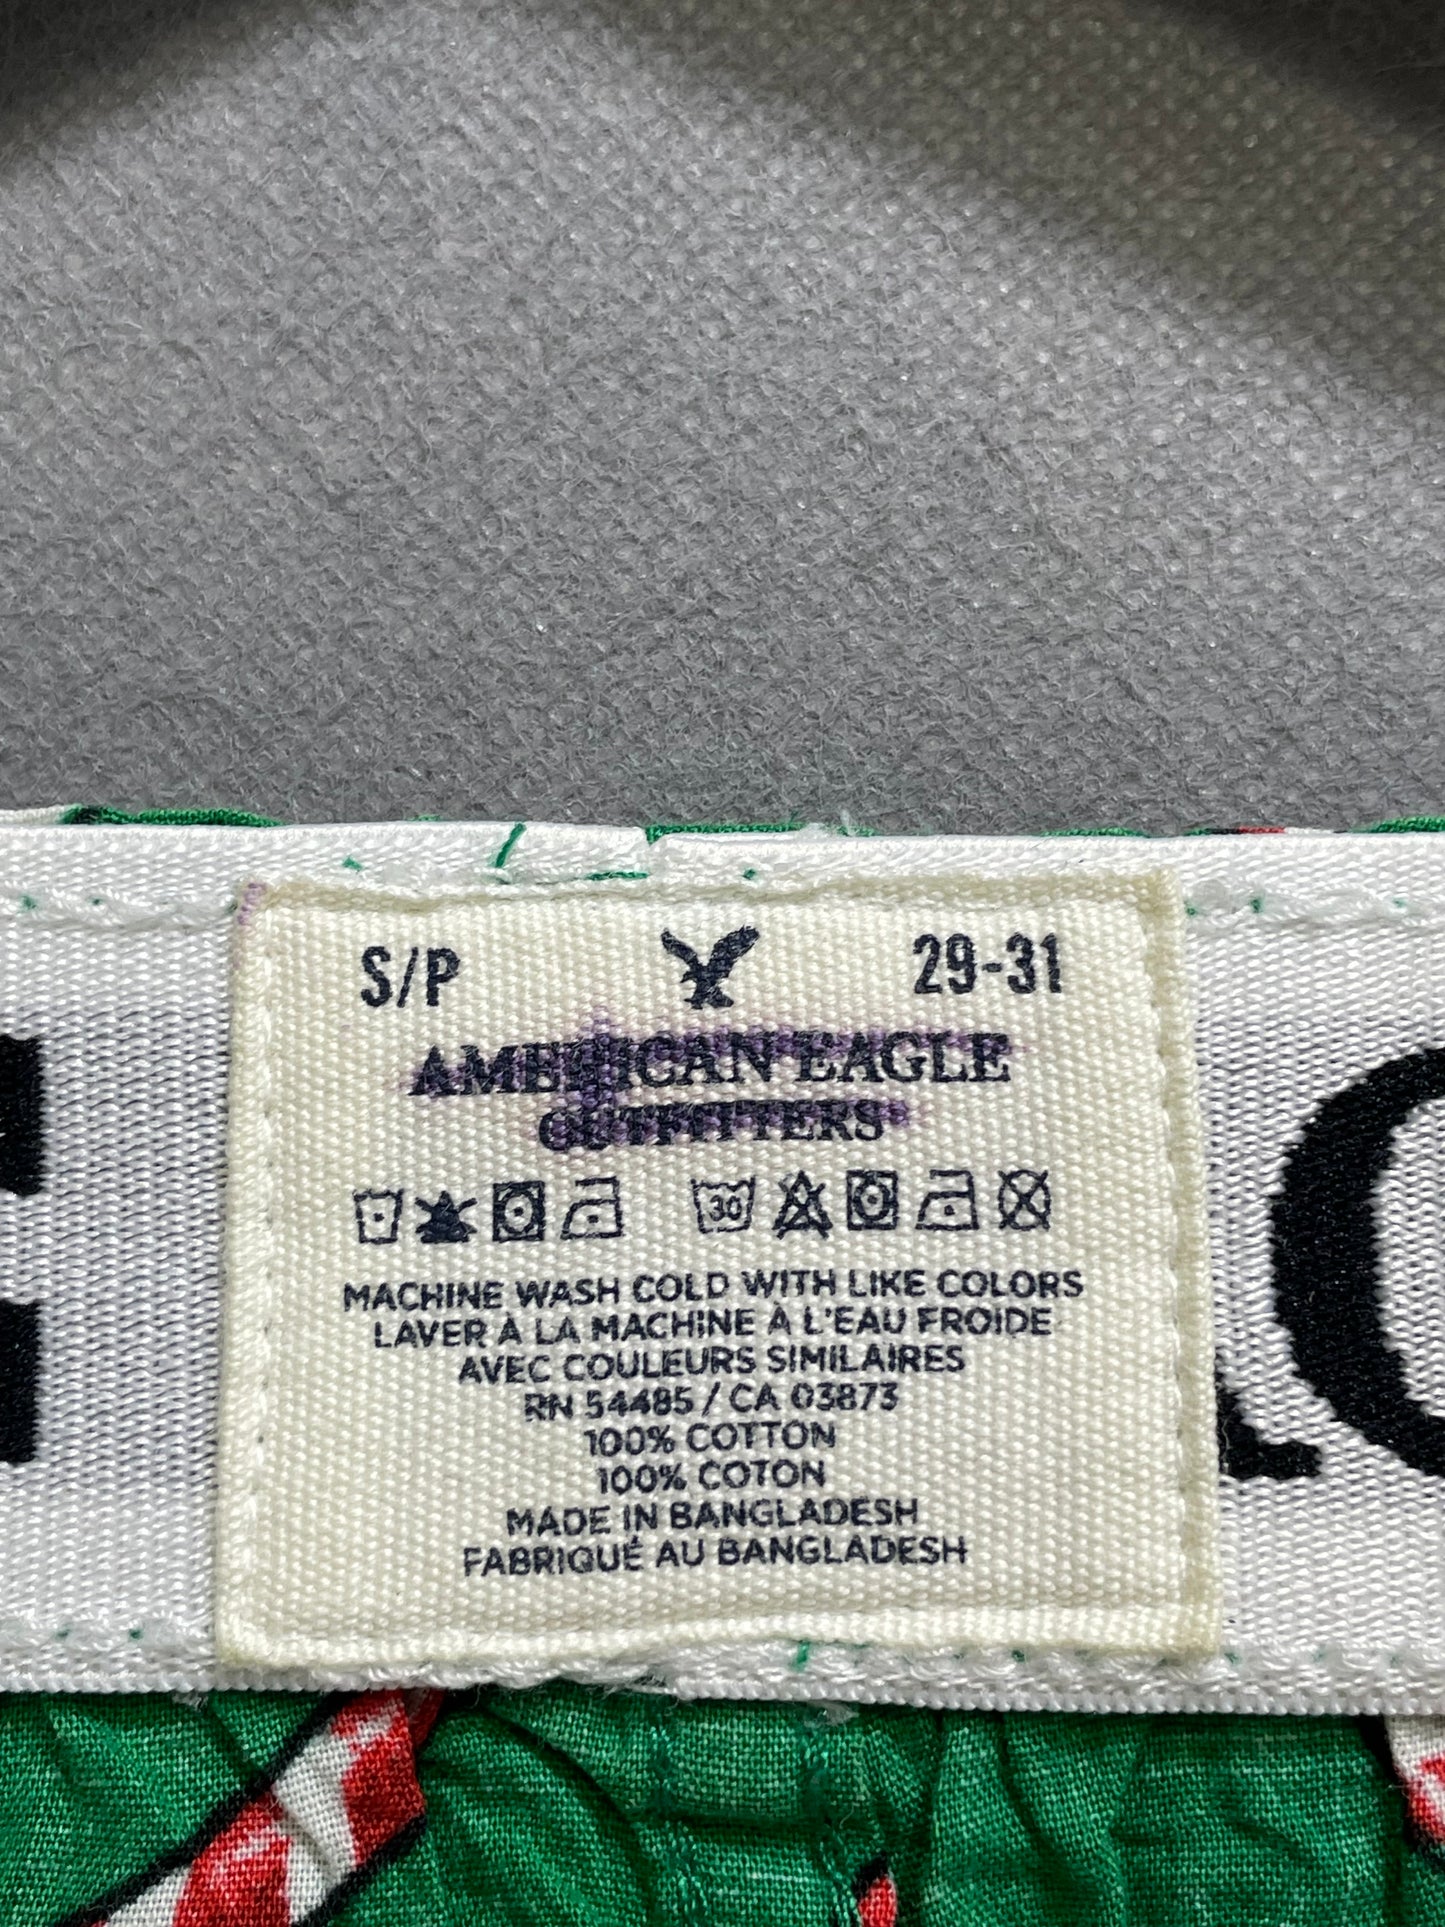 S/P 29-31
AMERICAN EAGLE
OUTFITTERS
30
MACHINE WASH COLD WITH LIKE COLORS
LAVER À LA MACHINE À L'EAU FROIDE
AVEC COULEURS SIMILAIRES
RN 54485 / CA 03873
100% COTTON
100% COTON
MADE IN BANGLADESH
FABRIQUÉ AU BANGLADESH